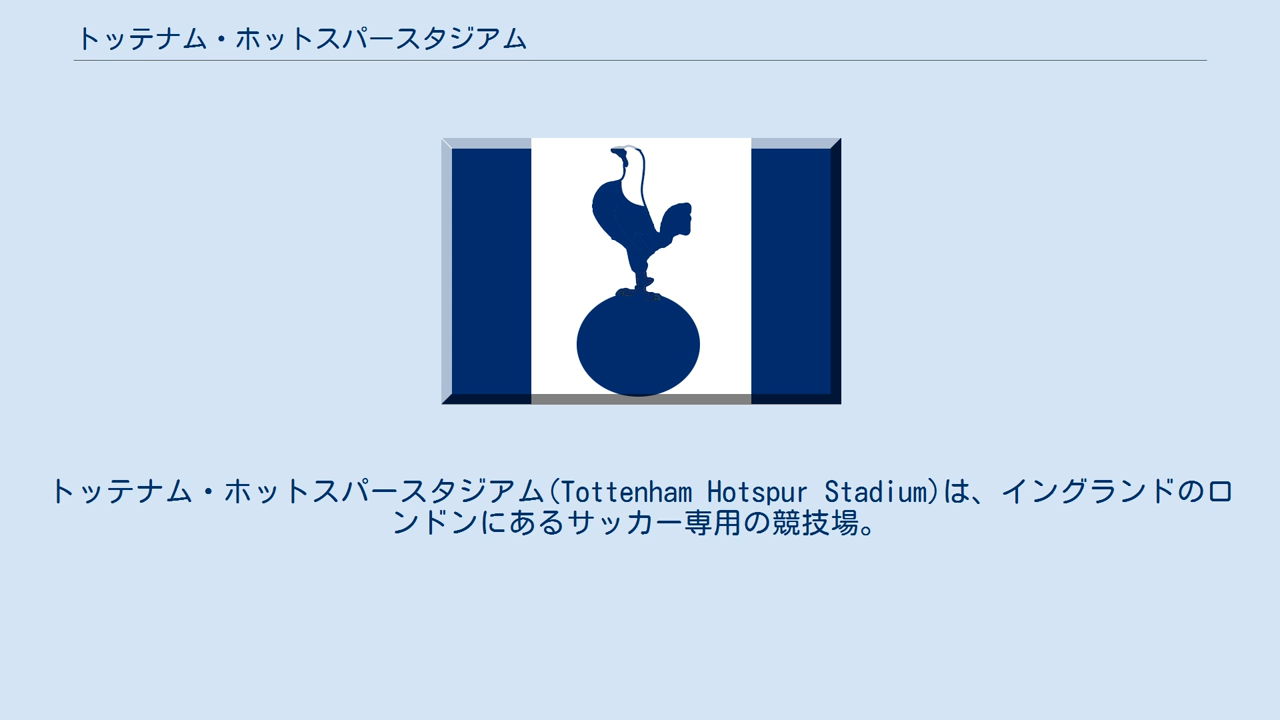 トッテナム・ホットスパースタジアム
トッテナム・ホットスパースタジアム(Tottenham Hotspur Stadium)は、イングランドのロ
ンドンにあるサッカー専用の競技場。